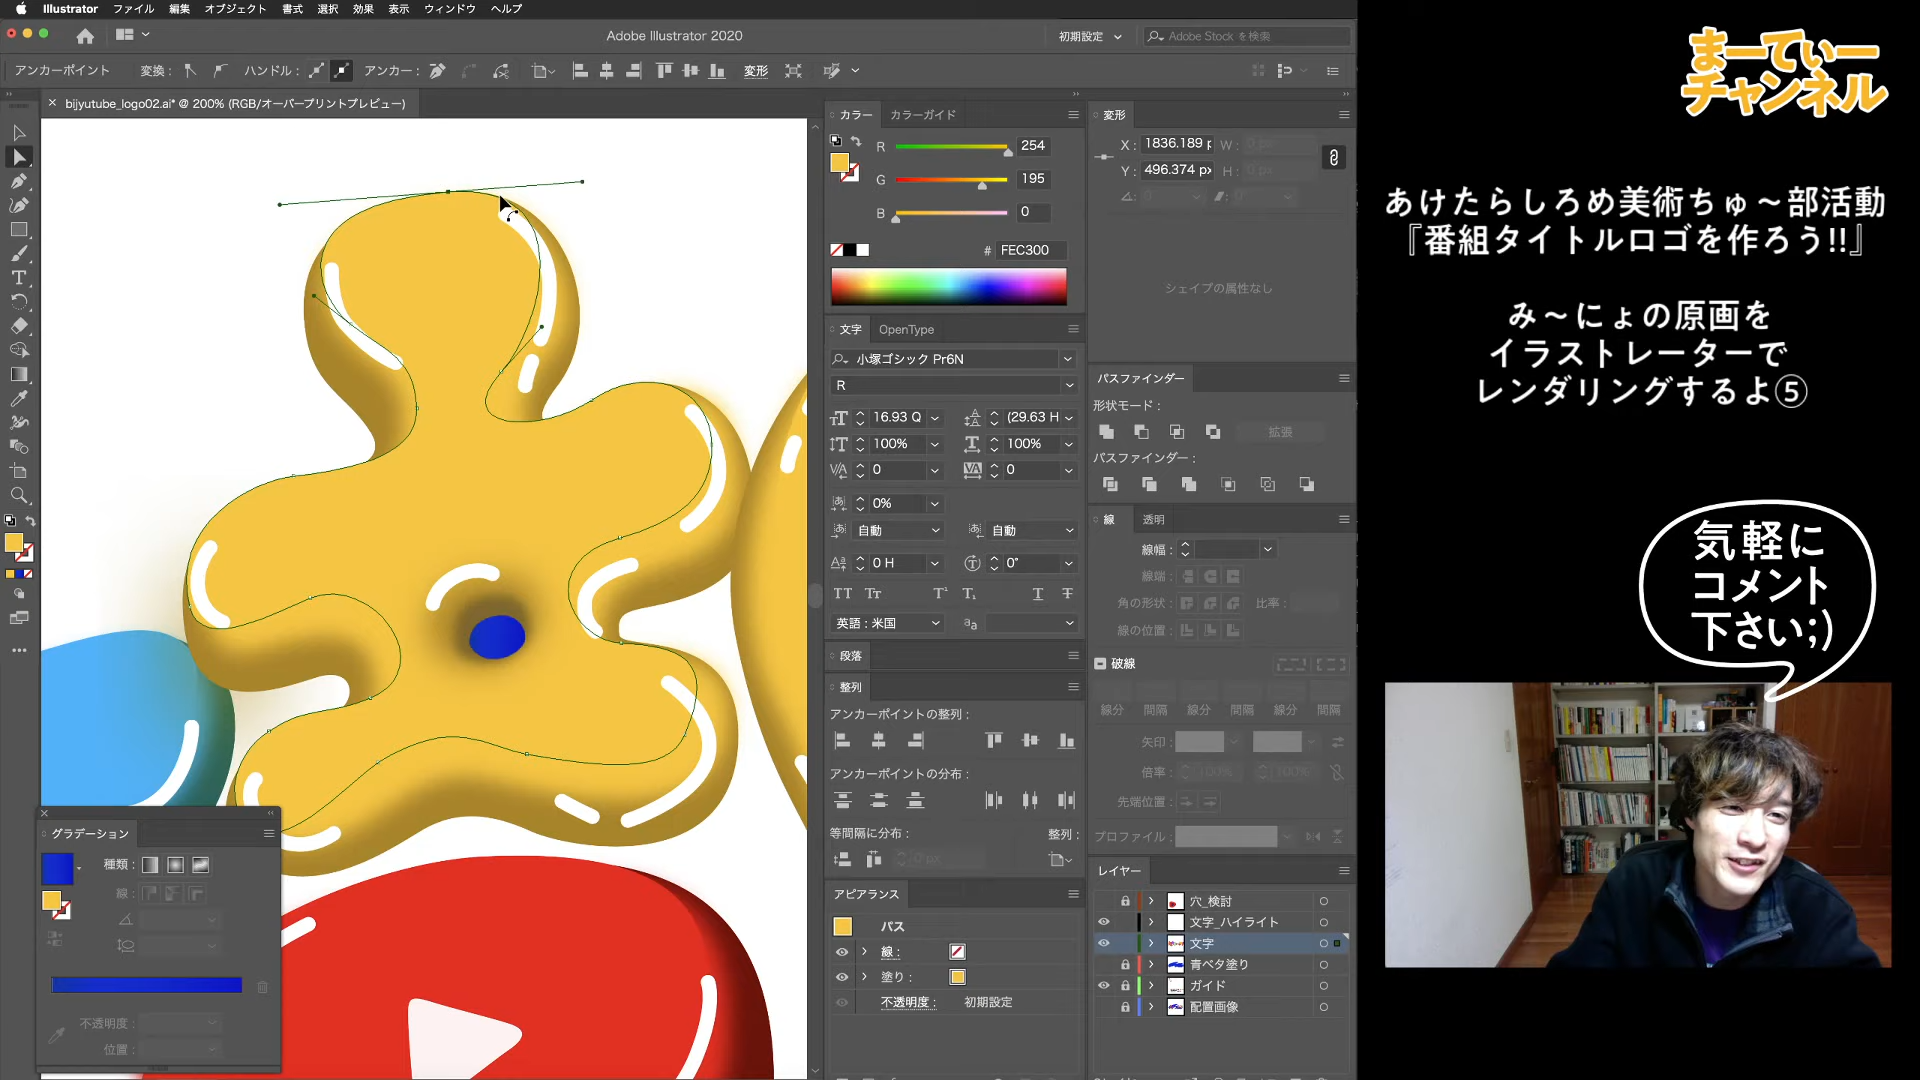 Illustrator ファイル 編集 オブジェクト 書式 選択 効果 表示 ウィンドウ ヘルプ
Adobe Illustrator 2020
初期設定
Adobe Stock を検索
アンカーポイント 変換 : ハンドル : アンカー : 変形
bijyutube_logo02.ai* @ 200% (RGB/オーバープリントプレビュー)
カラー カラーガイド
R 254
G 195
B 0
# FEC300
文字 OpenType
小塚ゴシック Pr6N
R
16.93 Q (29.63 H
100% 100%
0 0
0%
自動 自動
0 H 0°
英語 : 米国
段落
整列
アンカーポイントの整列 :
アンカーポイントの分布 :
等間隔に分布 : 整列 :
0 px
アピアランス
パス
線 :
塗り :
不透明度 : 初期設定
変形
X : 1836.189 p W : 0 px
Y : 496.374 px H : 0 px
シェイプの属性なし
パスファインダー
形状モード :
拡張
パスファインダー :
線 透明
線幅 :
線端 :
角の形状 : 比率 :
線の位置 :
破線
線分 間隔 線分 間隔 線分 間隔
矢印 :
倍率 : 100% 100%
先端位置 :
プロファイル :
レイヤー
穴_検討
文字_ハイライト
文字
青ベタ塗り
ガイド
配置画像
グラデーション
種類 :
線 :
不透明度 :
位置 :
まーてぃー
チャンネル
あけたらしろめ美術ちゅ～部活動
『番組タイトルロゴを作ろう!!』
み～にょの原画を
イラストレーターで
レンダリングするよ⑤
気軽に
コメント
下さい;)